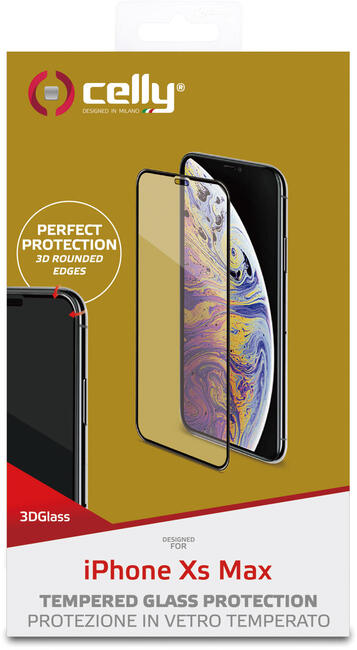 celly®
DESIGNED IN MILANO
PERFECT
PROTECTION
3D ROUNDED
EDGES
3DGlass
DESIGNED
FOR
iPhone Xs Max
TEMPERED GLASS PROTECTION
PROTEZIONE IN VETRO TEMPERATO